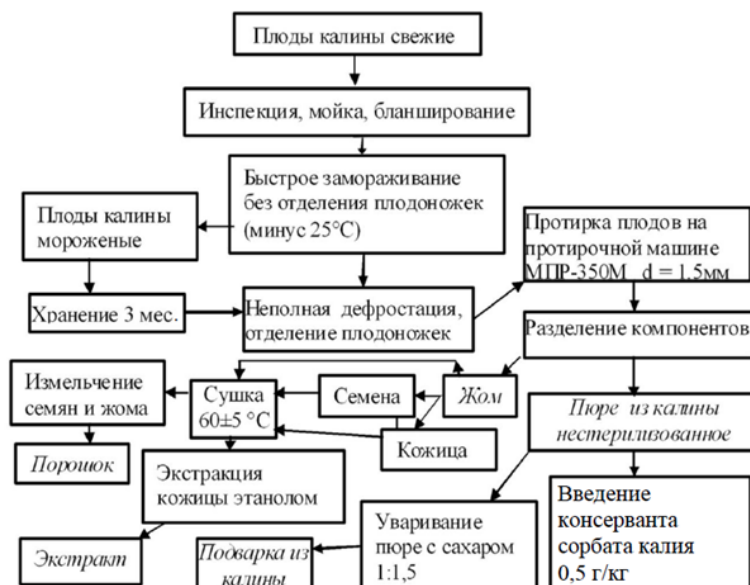 Плоды калины свежие
Инспекция, мойка, бланширование
Быстрое замораживание
без отделения плодоножек
(минус 25°С)
Плоды калины
мороженые
Протирка плодов на
протирочной машине
МПР-350М d = 1,5мм
Хранение 3 мес.
Неполная дефростация,
отделение плодоножек
Разделение компонентов
Измельчение
семян и жома
Сушка
60±5 °С
Семена
Жом
Кожица
Пюре из калины
нестерилизованное
Порошок
Экстракция
кожицы этанолом
Уваривание
пюре с сахаром
1:1,5
Введение
консерванта
сорбата калия
0,5 г/кг
Экстракт
Подварка из
калины